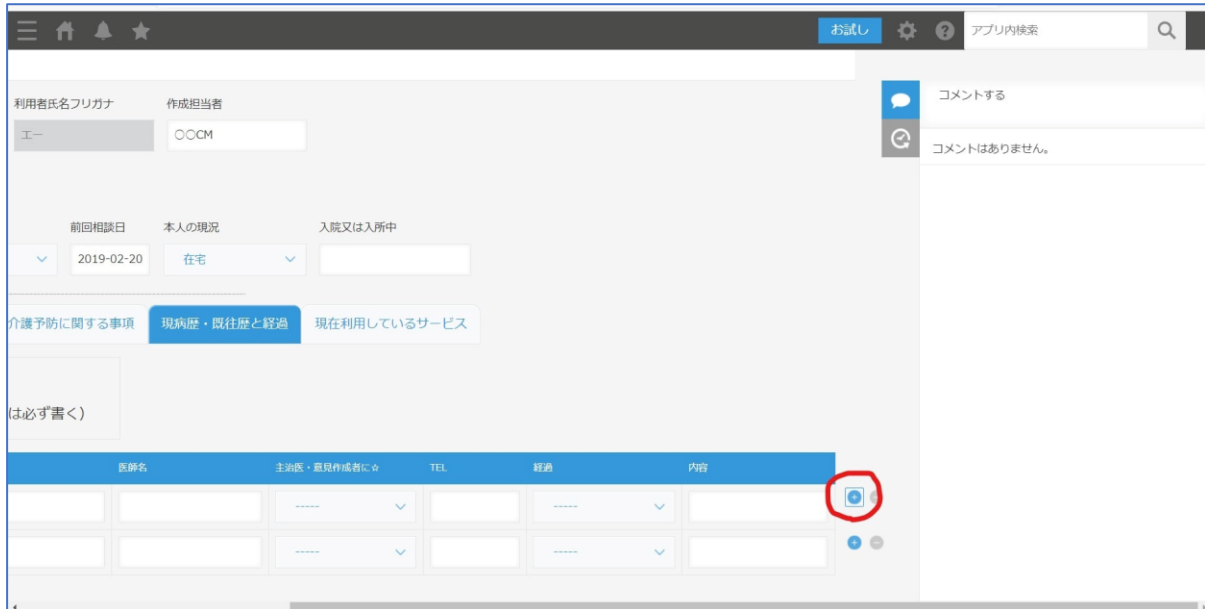 お試し
アプリ内検索
利用者氏名フリガナ 作成担当者
エー ○○CM
コメントする
コメントはありません。
前回相談日 本人の現況 入院又は入所中
2019-02-20 在宅
介護予防に関する事項 現病歴・既往歴と経過 現在利用しているサービス
は必ず書く)
医師名 主治医・意見作成者に☆ TEL 経過 内容
----- -----
----- -----